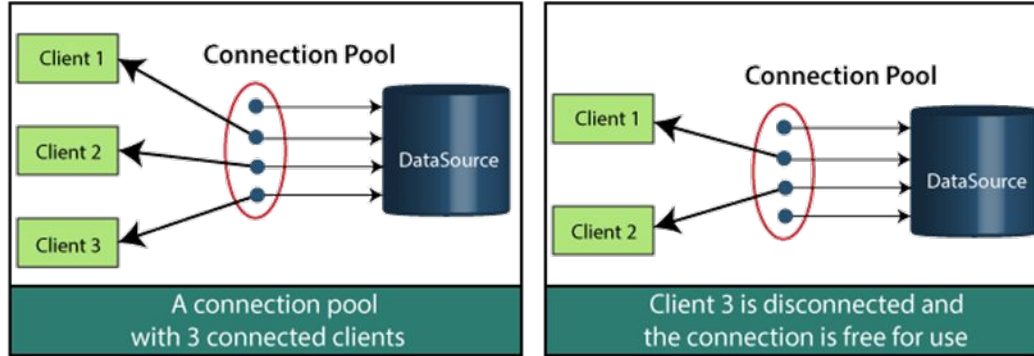 Connection Pool
Client 1
Client 2
Client 3
DataSource
A connection pool
with 3 connected clients
Connection Pool
Client 1
Client 2
DataSource
Client 3 is disconnected and
the connection is free for use